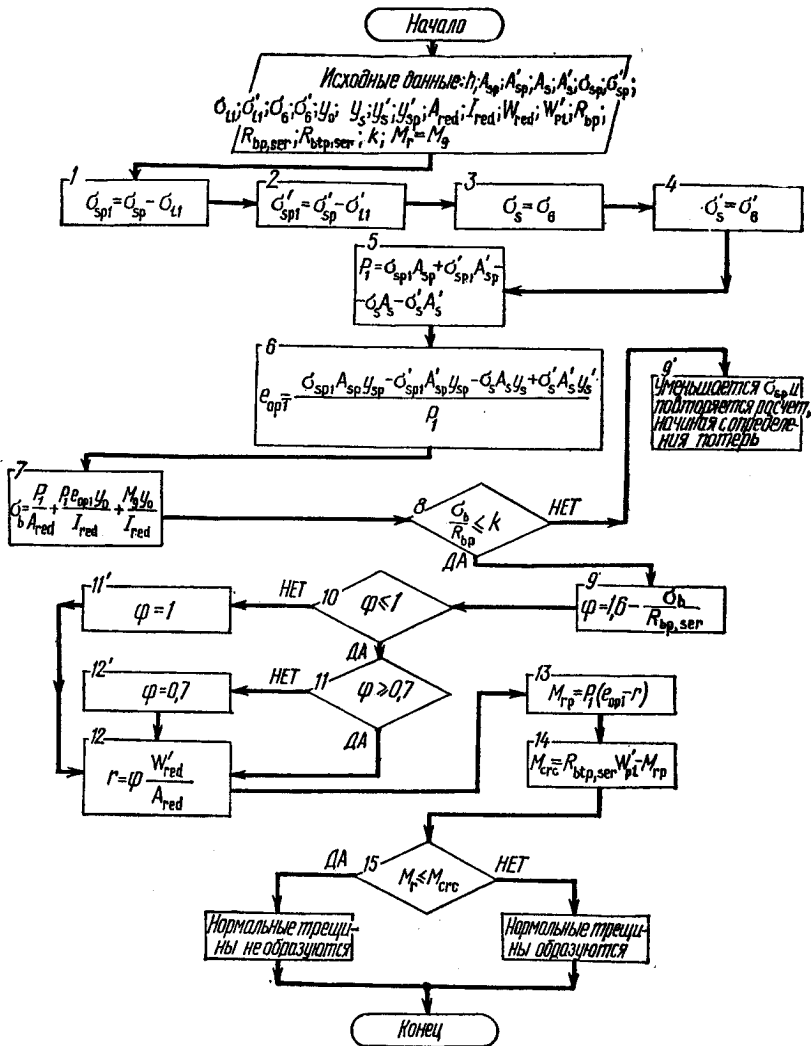 Начало
Исходные данные: h; A_sp; A'_sp; A_s; A'_s; σ_sp; σ'_sp;
σ_l1; σ'_l1; σ_6; σ'_6; y_0; y_s; y'_s; y'_sp; A_red; I_red; W_red; W'_pl; R_bp;
R_bp,ser; R_btp,ser; k; M_r = M_g
1
σ_sp1 = σ_sp − σ_l1
2
σ'_sp1 = σ'_sp − σ'_l1
3
σ_s = σ_6
4
σ'_s = σ'_6
5
P_1 = σ_sp1 A_sp + σ'_sp1 A'_sp −
− σ_s A_s − σ'_s A'_s
6
e_op1 = (σ_sp1 A_sp y_sp − σ'_sp1 A'_sp y_sp − σ_s A_s y_s + σ'_s A'_s y'_s) / P_1
9'
Уменьшается σ_sp и
повторяется расчет,
начиная с определе-
ния потерь
7
σ_b = P_1/A_red + P_1 e_op1 y_0/I_red + M_g y_0/I_red
8
σ_b/R_bp ≤ k
НЕТ
ДА
9
φ = 1,6 − σ_b/R_bp,ser
10
φ ≤ 1
НЕТ
11'
φ = 1
ДА
11
φ ≥ 0,7
НЕТ
12'
φ = 0,7
ДА
12
r = φ W'_red/A_red
13
M_rp = P_1(e_op1 − r)
14
M_crc = R_btp,ser W'_pl − M_rp
15
M_r ≤ M_crc
ДА
НЕТ
Нормальные трещи-
ны не образуются
Нормальные трещи-
ны образуются
Конец